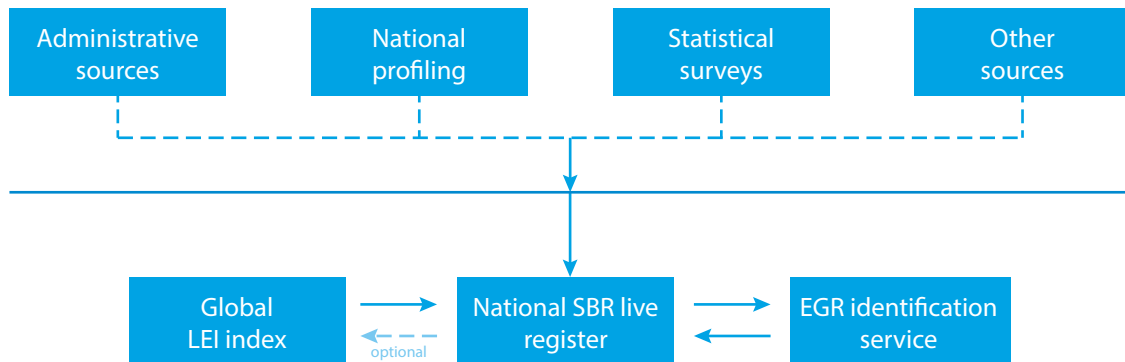 Administrative
sources
National
profiling
Statistical
surveys
Other
sources
Global
LEI index
optional
National SBR live
register
EGR identification
service